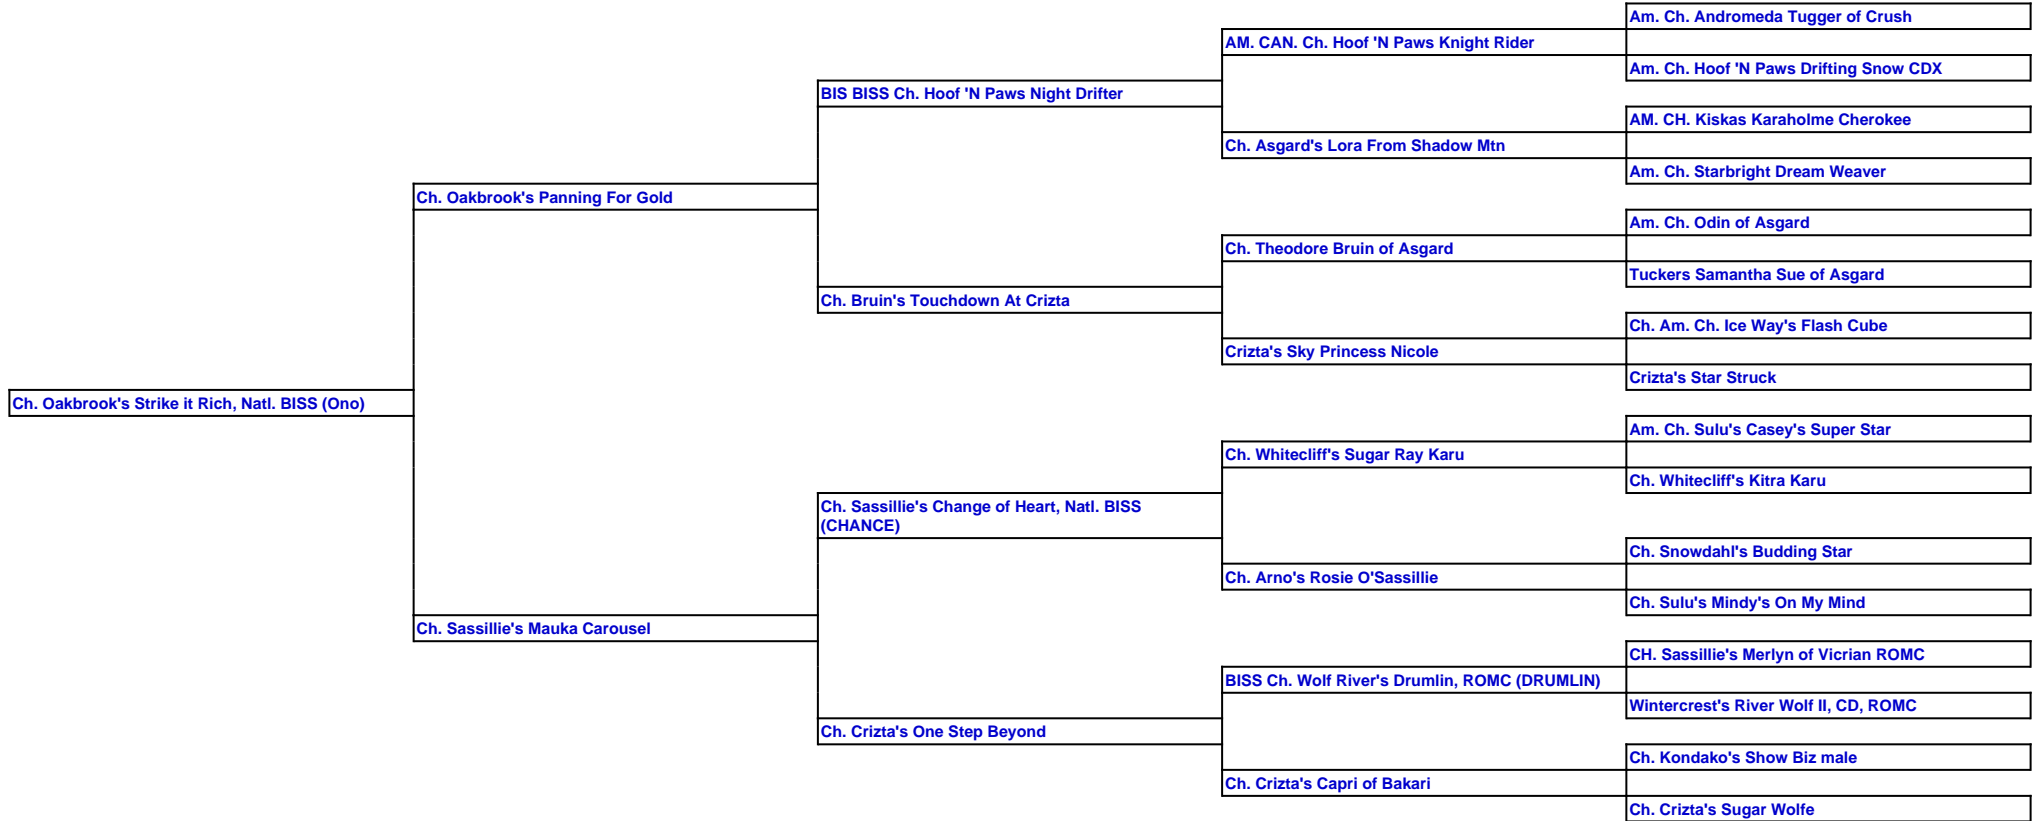 Am. Ch. Andromeda Tugger of Crush
AM. CAN. Ch. Hoof 'N Paws Knight Rider
Am. Ch. Hoof 'N Paws Drifting Snow CDX
BIS BISS Ch. Hoof 'N Paws Night Drifter
AM. CH. Kiskas Karaholme Cherokee
Ch. Asgard's Lora From Shadow Mtn
Am. Ch. Starbright Dream Weaver
Ch. Oakbrook's Panning For Gold
Am. Ch. Odin of Asgard
Ch. Theodore Bruin of Asgard
Tuckers Samantha Sue of Asgard
Ch. Bruin's Touchdown At Crizta
Ch. Am. Ch. Ice Way's Flash Cube
Crizta's Sky Princess Nicole
Crizta's Star Struck
Ch. Oakbrook's Strike it Rich, Natl. BISS (Ono)
Am. Ch. Sulu's Casey's Super Star
Ch. Whitecliff's Sugar Ray Karu
Ch. Whitecliff's Kitra Karu
Ch. Sassillie's Change of Heart, Natl. BISS
(CHANCE)
Ch. Snowdahl's Budding Star
Ch. Arno's Rosie O'Sassillie
Ch. Sulu's Mindy's On My Mind
Ch. Sassillie's Mauka Carousel
CH. Sassillie's Merlyn of Vicrian ROMC
BISS Ch. Wolf River's Drumlin, ROMC (DRUMLIN)
Wintercrest's River Wolf II, CD, ROMC
Ch. Crizta's One Step Beyond
Ch. Kondako's Show Biz male
Ch. Crizta's Capri of Bakari
Ch. Crizta's Sugar Wolfe